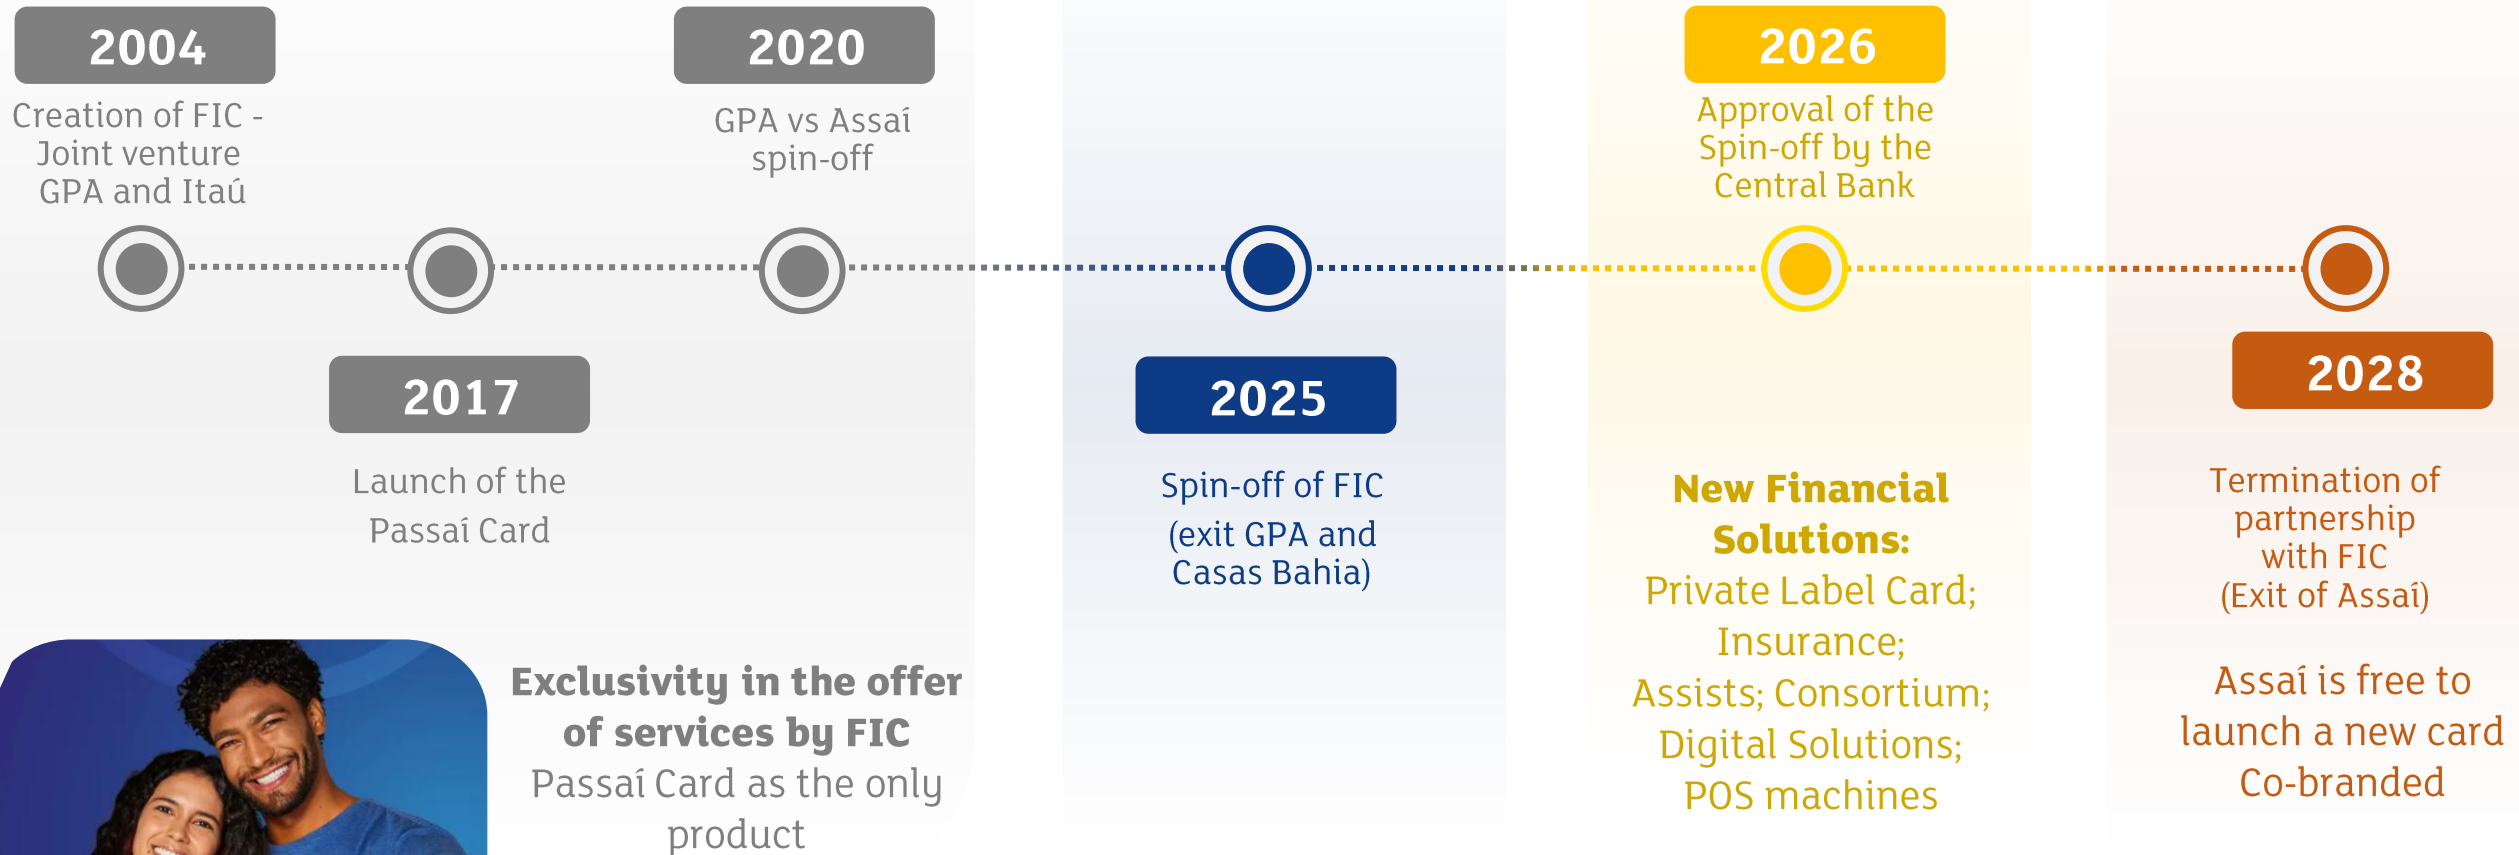 2004
Creation of FIC -
Joint venture
GPA and Itaú
2017
Launch of the
Passaí Card
2020
GPA vs Assaí
spin-off
Exclusivity in the offer
of services by FIC
Passaí Card as the only
product
2025
Spin-off of FIC
(exit GPA and
Casas Bahia)
2026
Approval of the
Spin-off by the
Central Bank
New Financial
Solutions:
Private Label Card;
Insurance;
Assists; Consortium;
Digital Solutions;
POS machines
2028
Termination of
partnership
with FIC
(Exit of Assaí)
Assaí is free to
launch a new card
Co-branded